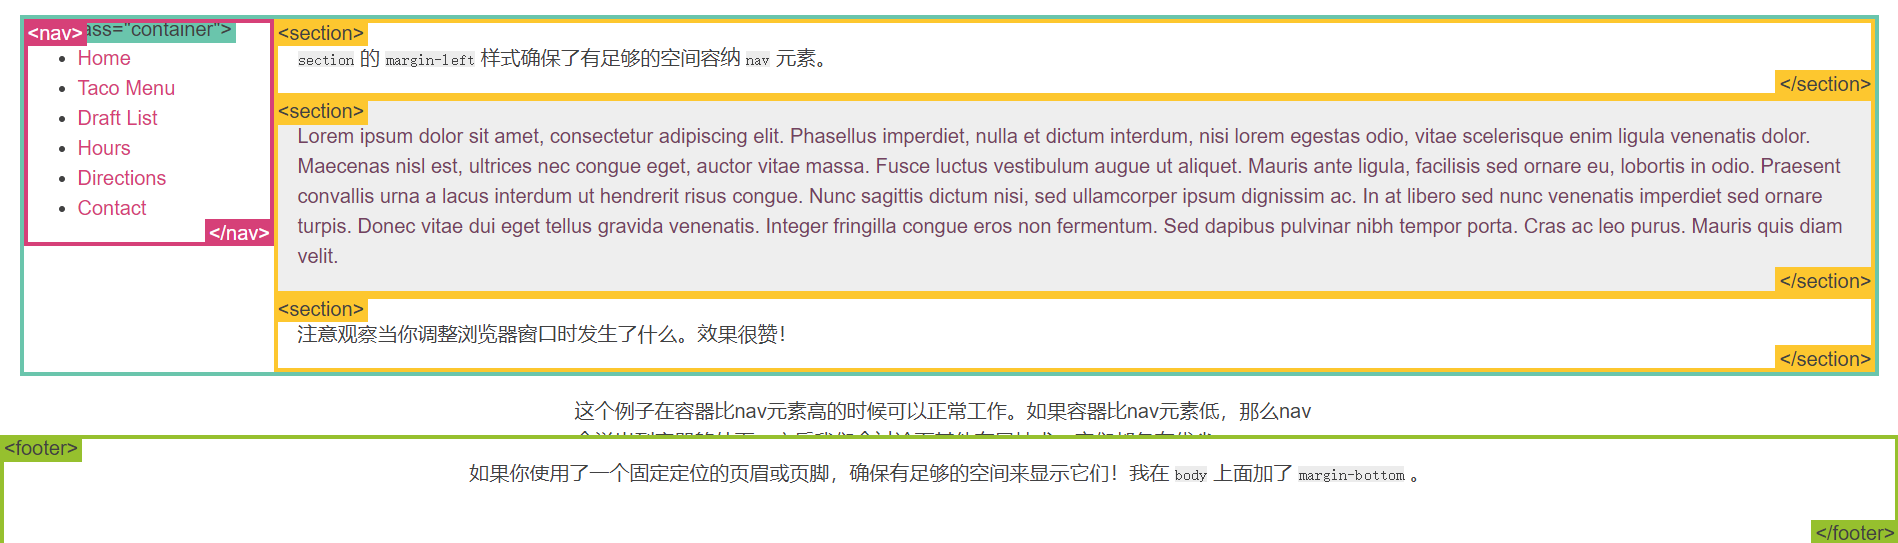 <nav>
ass="container">
Home
Taco Menu
Draft List
Hours
Directions
Contact
</nav>
<section>
section 的 margin-left 样式确保了有足够的空间容纳 nav 元素。
</section>
<section>
Lorem ipsum dolor sit amet, consectetur adipiscing elit. Phasellus imperdiet, nulla et dictum interdum, nisi lorem egestas odio, vitae scelerisque enim ligula venenatis dolor.
Maecenas nisl est, ultrices nec congue eget, auctor vitae massa. Fusce luctus vestibulum augue ut aliquet. Mauris ante ligula, facilisis sed ornare eu, lobortis in odio. Praesent
convallis urna a lacus interdum ut hendrerit risus congue. Nunc sagittis dictum nisi, sed ullamcorper ipsum dignissim ac. In at libero sed nunc venenatis imperdiet sed ornare
turpis. Donec vitae dui eget tellus gravida venenatis. Integer fringilla congue eros non fermentum. Sed dapibus pulvinar nibh tempor porta. Cras ac leo purus. Mauris quis diam
velit.
</section>
<section>
注意观察当你调整浏览器窗口时发生了什么。效果很赞！
</section>
这个例子在容器比nav元素高的时候可以正常工作。如果容器比nav元素低，那么nav
<footer>
如果你使用了一个固定定位的页眉或页脚，确保有足够的空间来显示它们！我在 body 上面加了 margin-bottom 。
</footer>